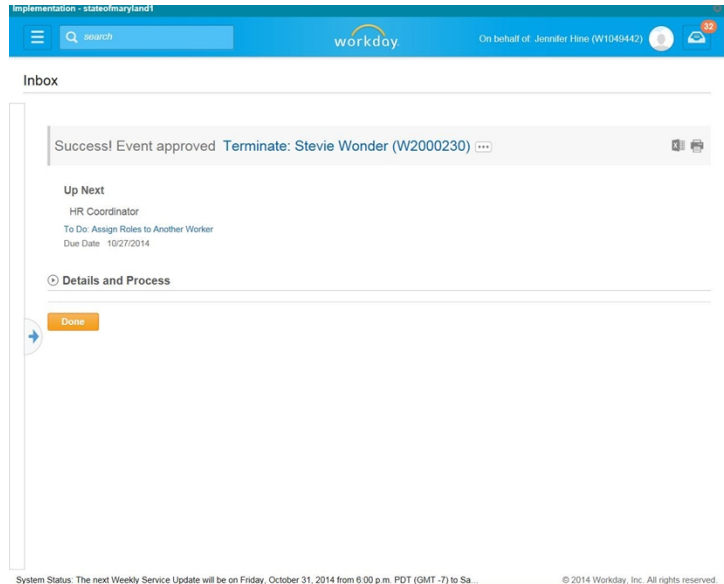 Implementation - stateofmaryland1
search
workday.
On behalf of: Jennifer Hine (W1049442)
32
Inbox
Success! Event approved Terminate: Stevie Wonder (W2000230)
Up Next
HR Coordinator
To Do: Assign Roles to Another Worker
Due Date 10/27/2014
Details and Process
Done
System Status: The next Weekly Service Update will be on Friday, October 31, 2014 from 6:00 p.m. PDT (GMT -7) to Sa...
© 2014 Workday, Inc. All rights reserved.